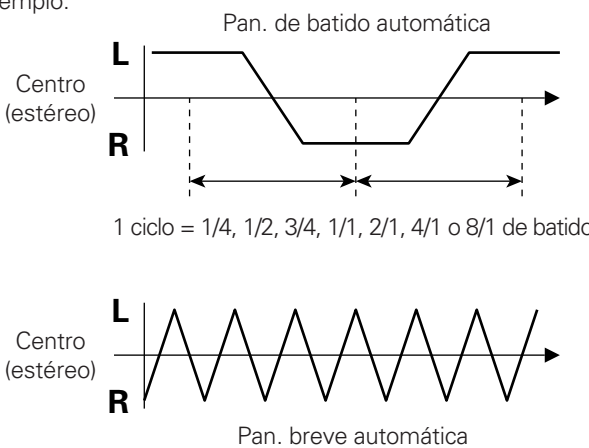 Pan. de batido automática
L
Centro
(estéreo)
R
1 ciclo = 1/4, 1/2, 3/4, 1/1, 2/1, 4/1 o 8/1 de batido
L
Centro
(estéreo)
R
Pan. breve automática